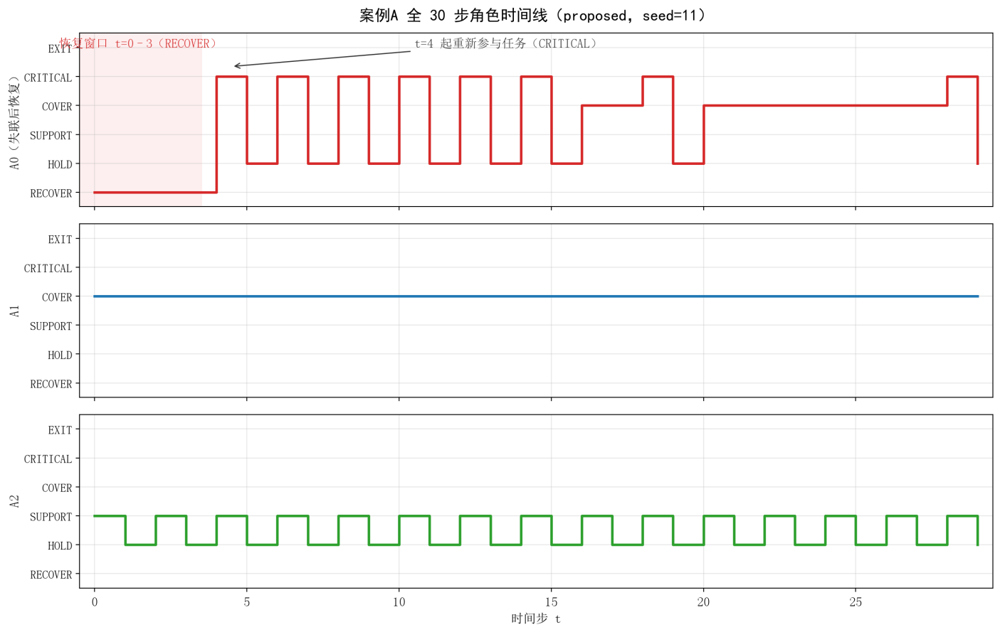 案例A 全 30 步角色时间线（proposed, seed=11）
恢复窗口 t=0–3（RECOVER）
t=4 起重新参与任务（CRITICAL）
A0（失联后恢复）
EXIT
CRITICAL
COVER
SUPPORT
HOLD
RECOVER
A1
EXIT
CRITICAL
COVER
SUPPORT
HOLD
RECOVER
A2
EXIT
CRITICAL
COVER
SUPPORT
HOLD
RECOVER
0 5 10 15 20 25
时间步 t